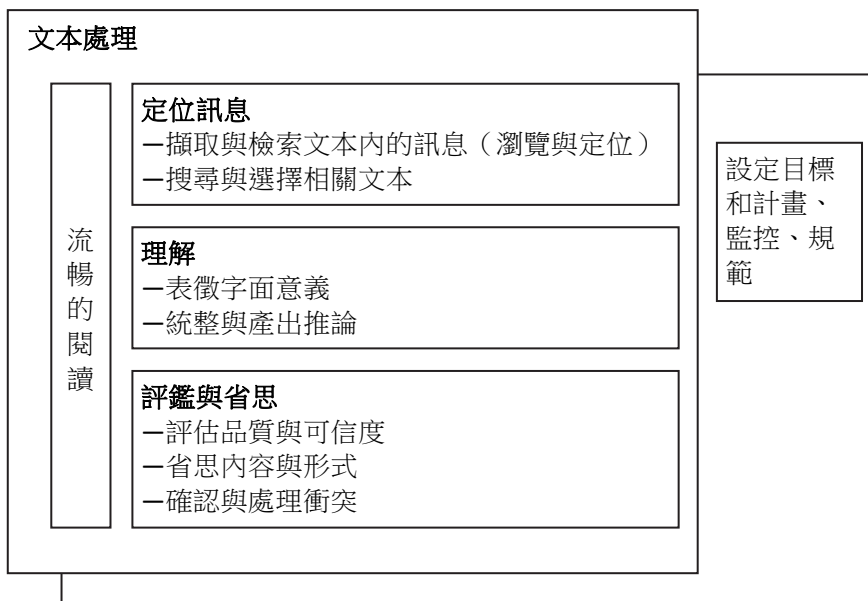 文本處理
流
暢
的
閱
讀
定位訊息
—擷取與檢索文本內的訊息（瀏覽與定位）
—搜尋與選擇相關文本
理解
—表徵字面意義
—統整與產出推論
評鑑與省思
—評估品質與可信度
—省思內容與形式
—確認與處理衝突
設定目標
和計畫、
監控、規
範